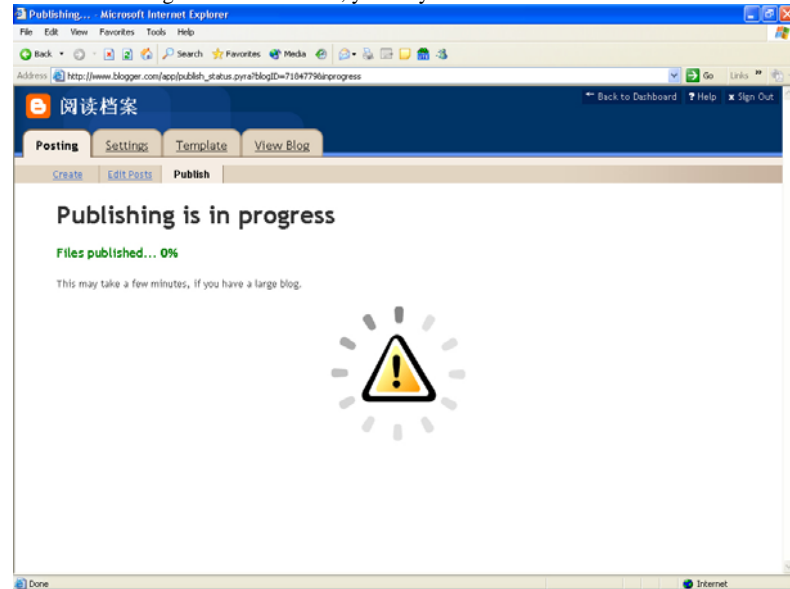 Publishing... - Microsoft Internet Explorer
File Edit View Favorites Tools Help
Back Search Favorites Media
Address http://www.blogger.com/app/publish_status.pyra?blogID=7104779&inprogress Go Links »
阅读档案 Back to Dashboard ? Help x Sign Out
Posting Settings Template View Blog
Create Edit Posts Publish
Publishing is in progress
Files published... 0%
This may take a few minutes, if you have a large blog.
Done Internet